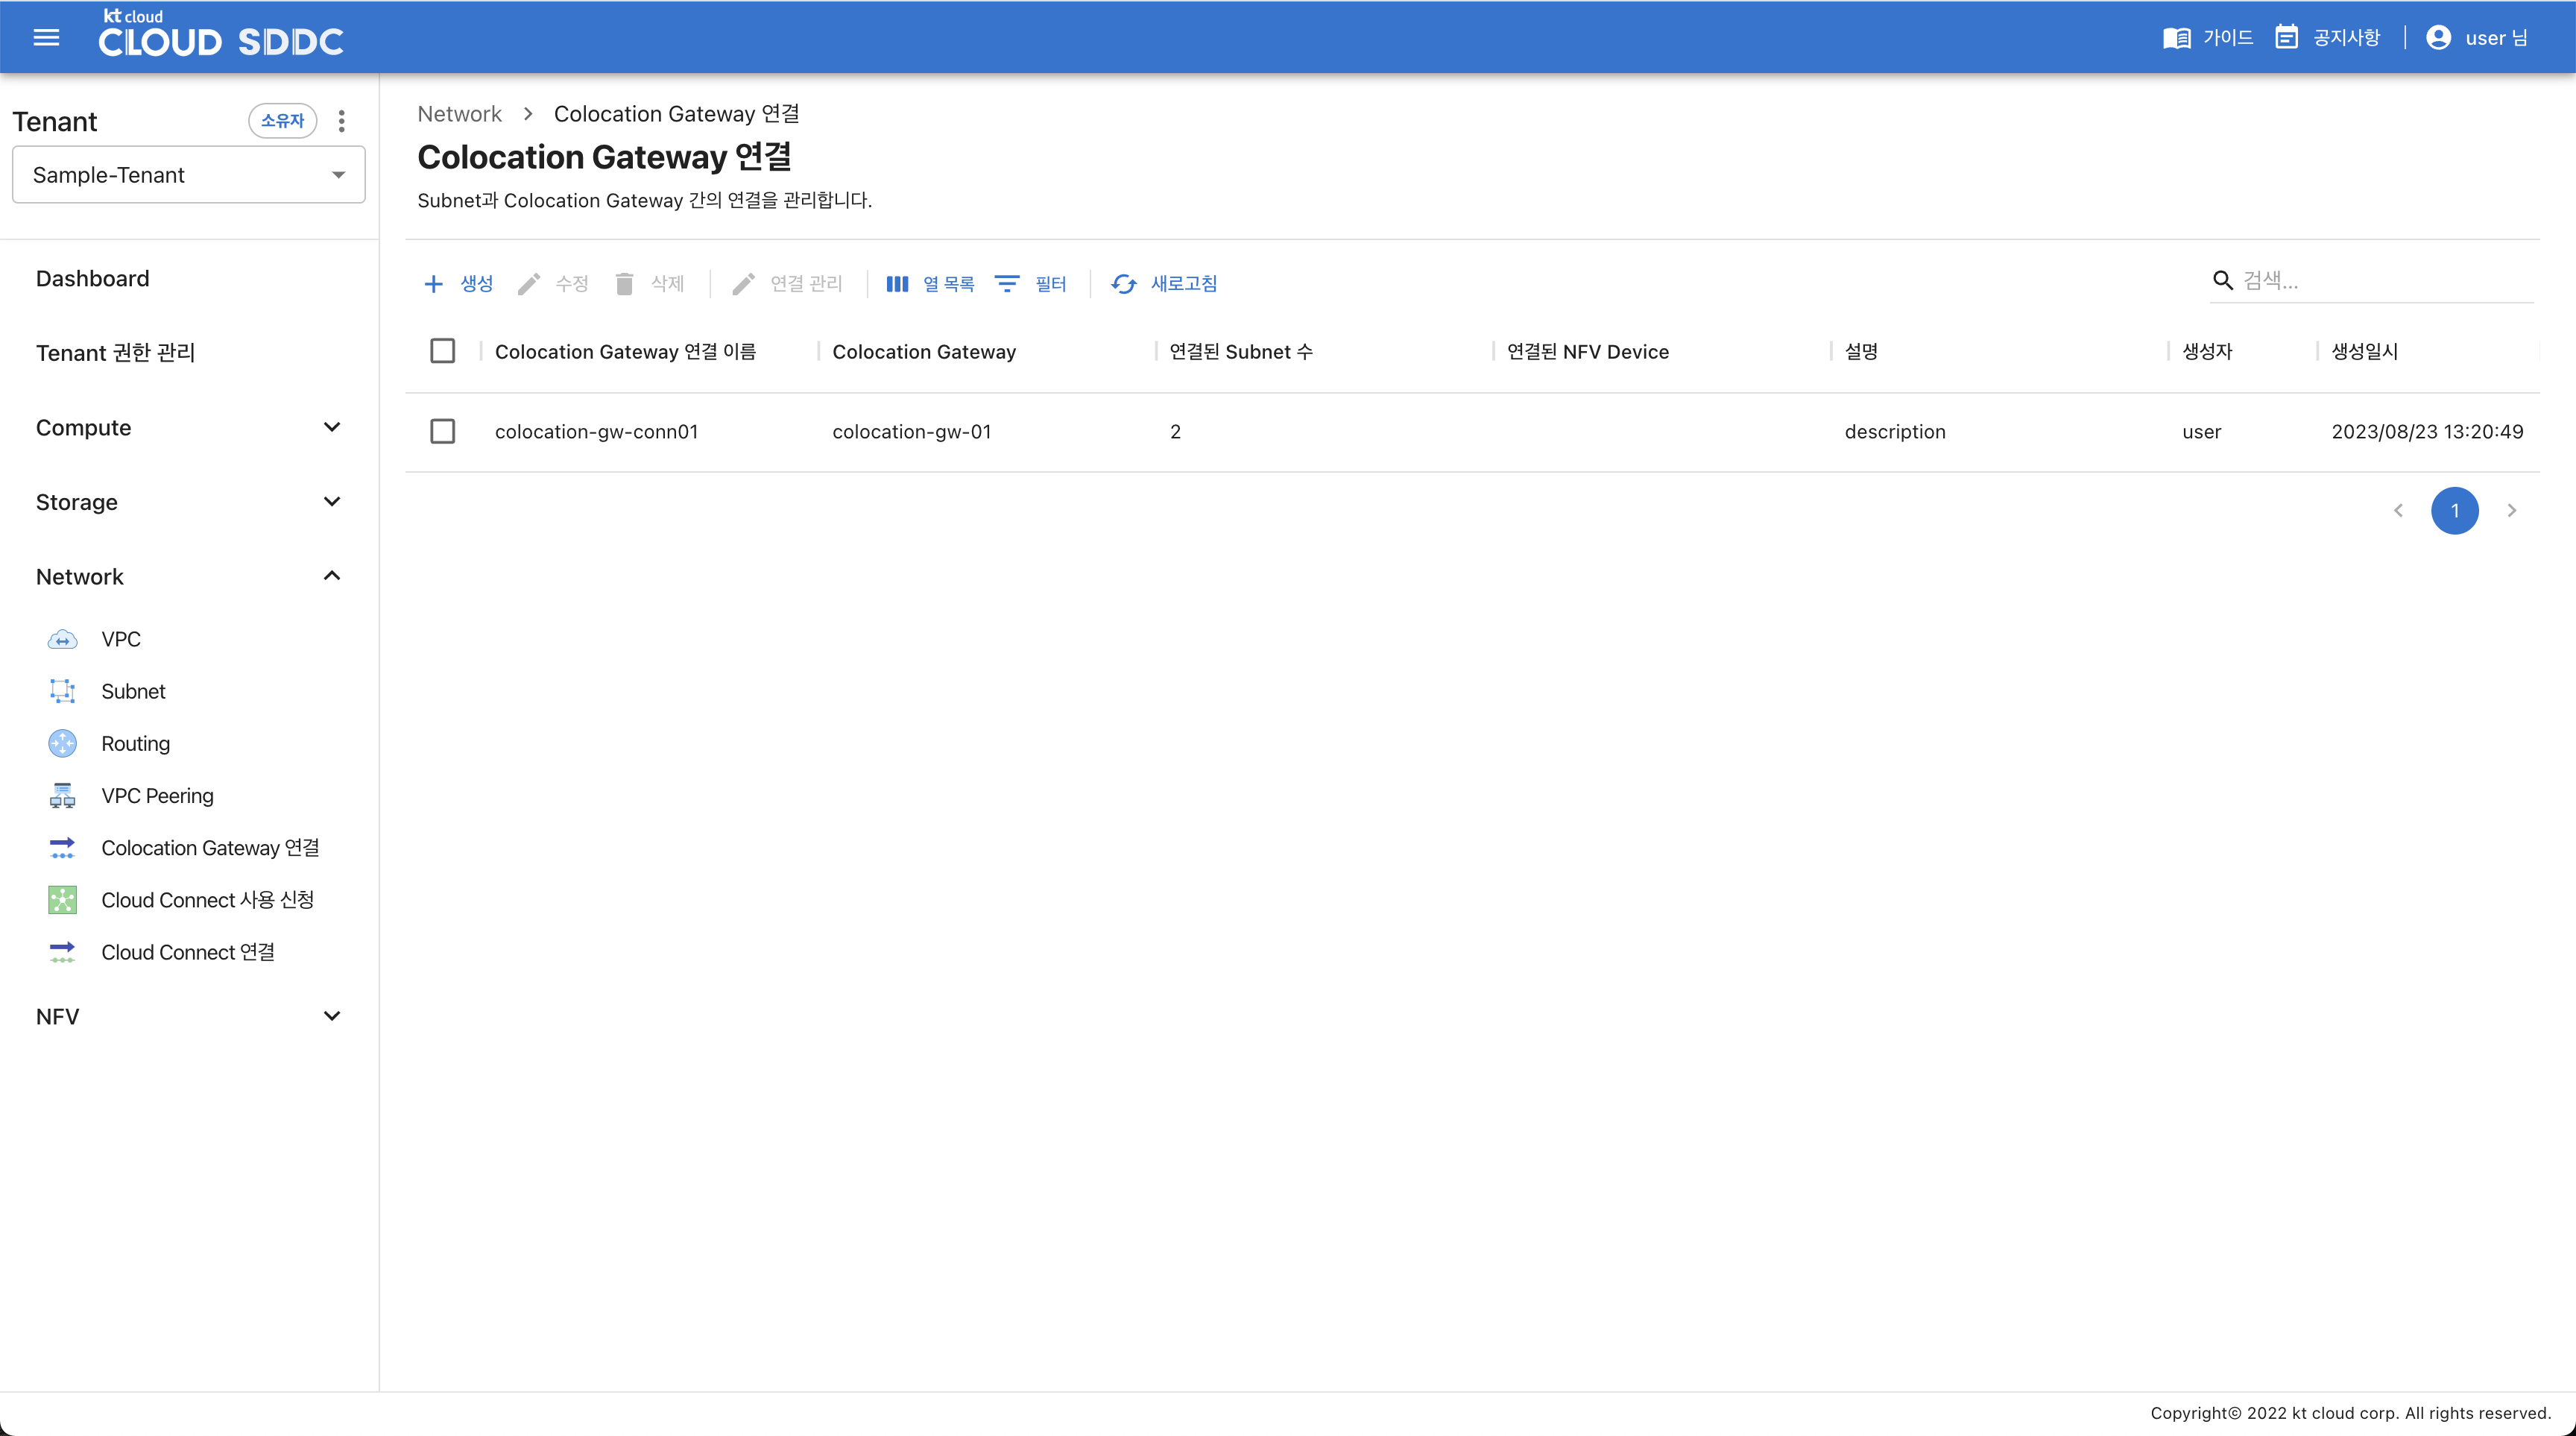 kt cloud
CLOUD SDDC
가이드
공지사항
user 님
Tenant
소유자
Sample-Tenant
Dashboard
Tenant 권한 관리
Compute
Storage
Network
VPC
Subnet
Routing
VPC Peering
Colocation Gateway 연결
Cloud Connect 사용 신청
Cloud Connect 연결
NFV
Network > Colocation Gateway 연결
Colocation Gateway 연결
Subnet과 Colocation Gateway 간의 연결을 관리합니다.
생성 수정 삭제 연결 관리 열 목록 필터 새로고침 검색...
Colocation Gateway 연결 이름 Colocation Gateway 연결된 Subnet 수 연결된 NFV Device 설명 생성자 생성일시
colocation-gw-conn01 colocation-gw-01 2 description user 2023/08/23 13:20:49
1
Copyright© 2022 kt cloud corp. All rights reserved.